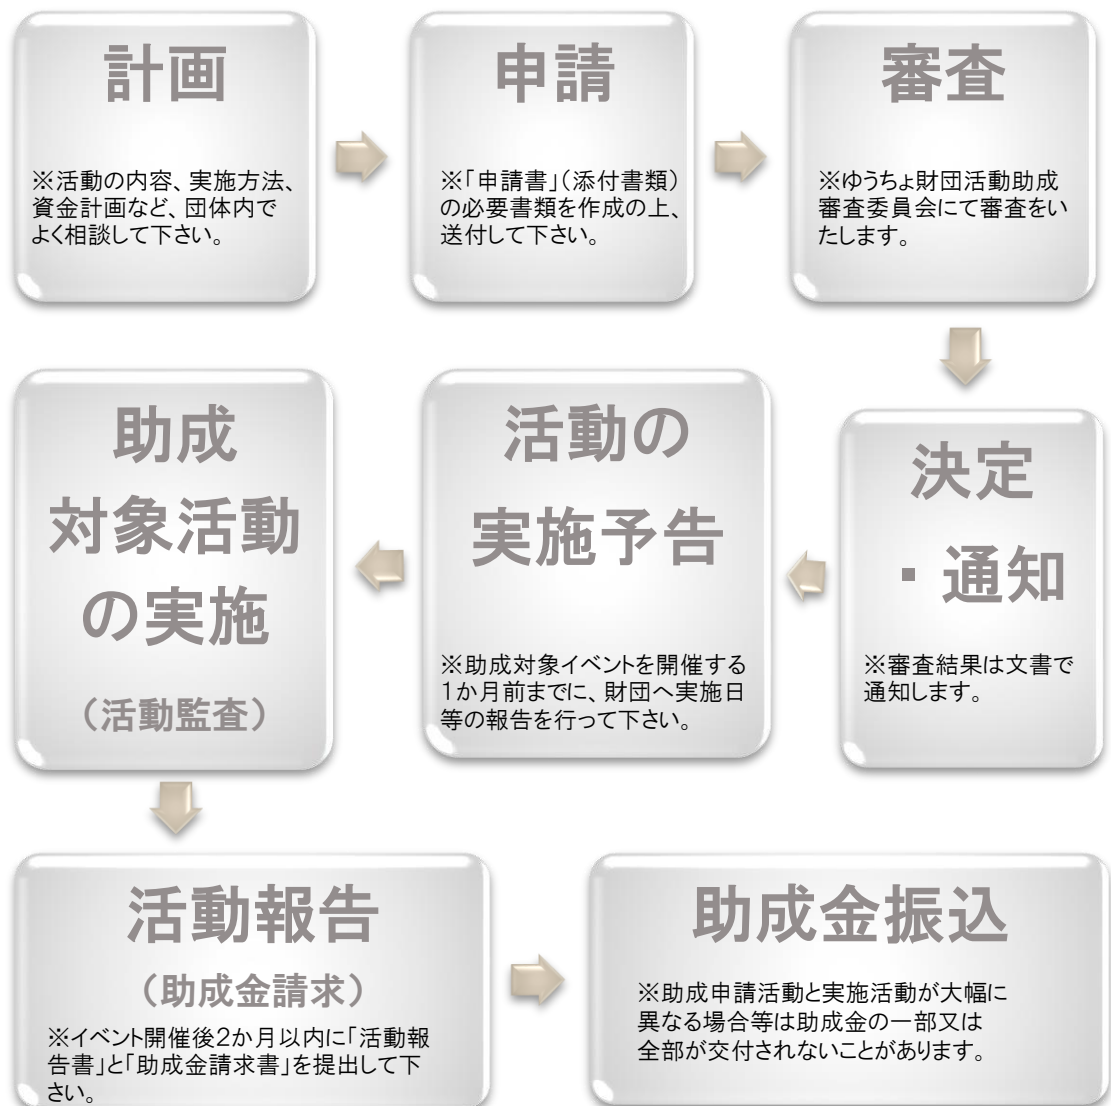 計画
※活動の内容、実施方法、
資金計画など、団体内で
よく相談して下さい。
申請
※「申請書」(添付書類)
の必要書類を作成の上、
送付して下さい。
審査
※ゆうちょ財団活動助成
審査委員会にて審査をい
たします。
決定
・通知
※審査結果は文書で
通知します。
活動の
実施予告
※助成対象イベントを開催する
1か月前までに、財団へ実施日
等の報告を行って下さい。
助成
対象活動
の実施
(活動監査)
活動報告
(助成金請求)
※イベント開催後2か月以内に「活動報
告書」と「助成金請求書」を提出して下
さい。
助成金振込
※助成申請活動と実施活動が大幅に
異なる場合等は助成金の一部又は
全部が交付されないことがあります。